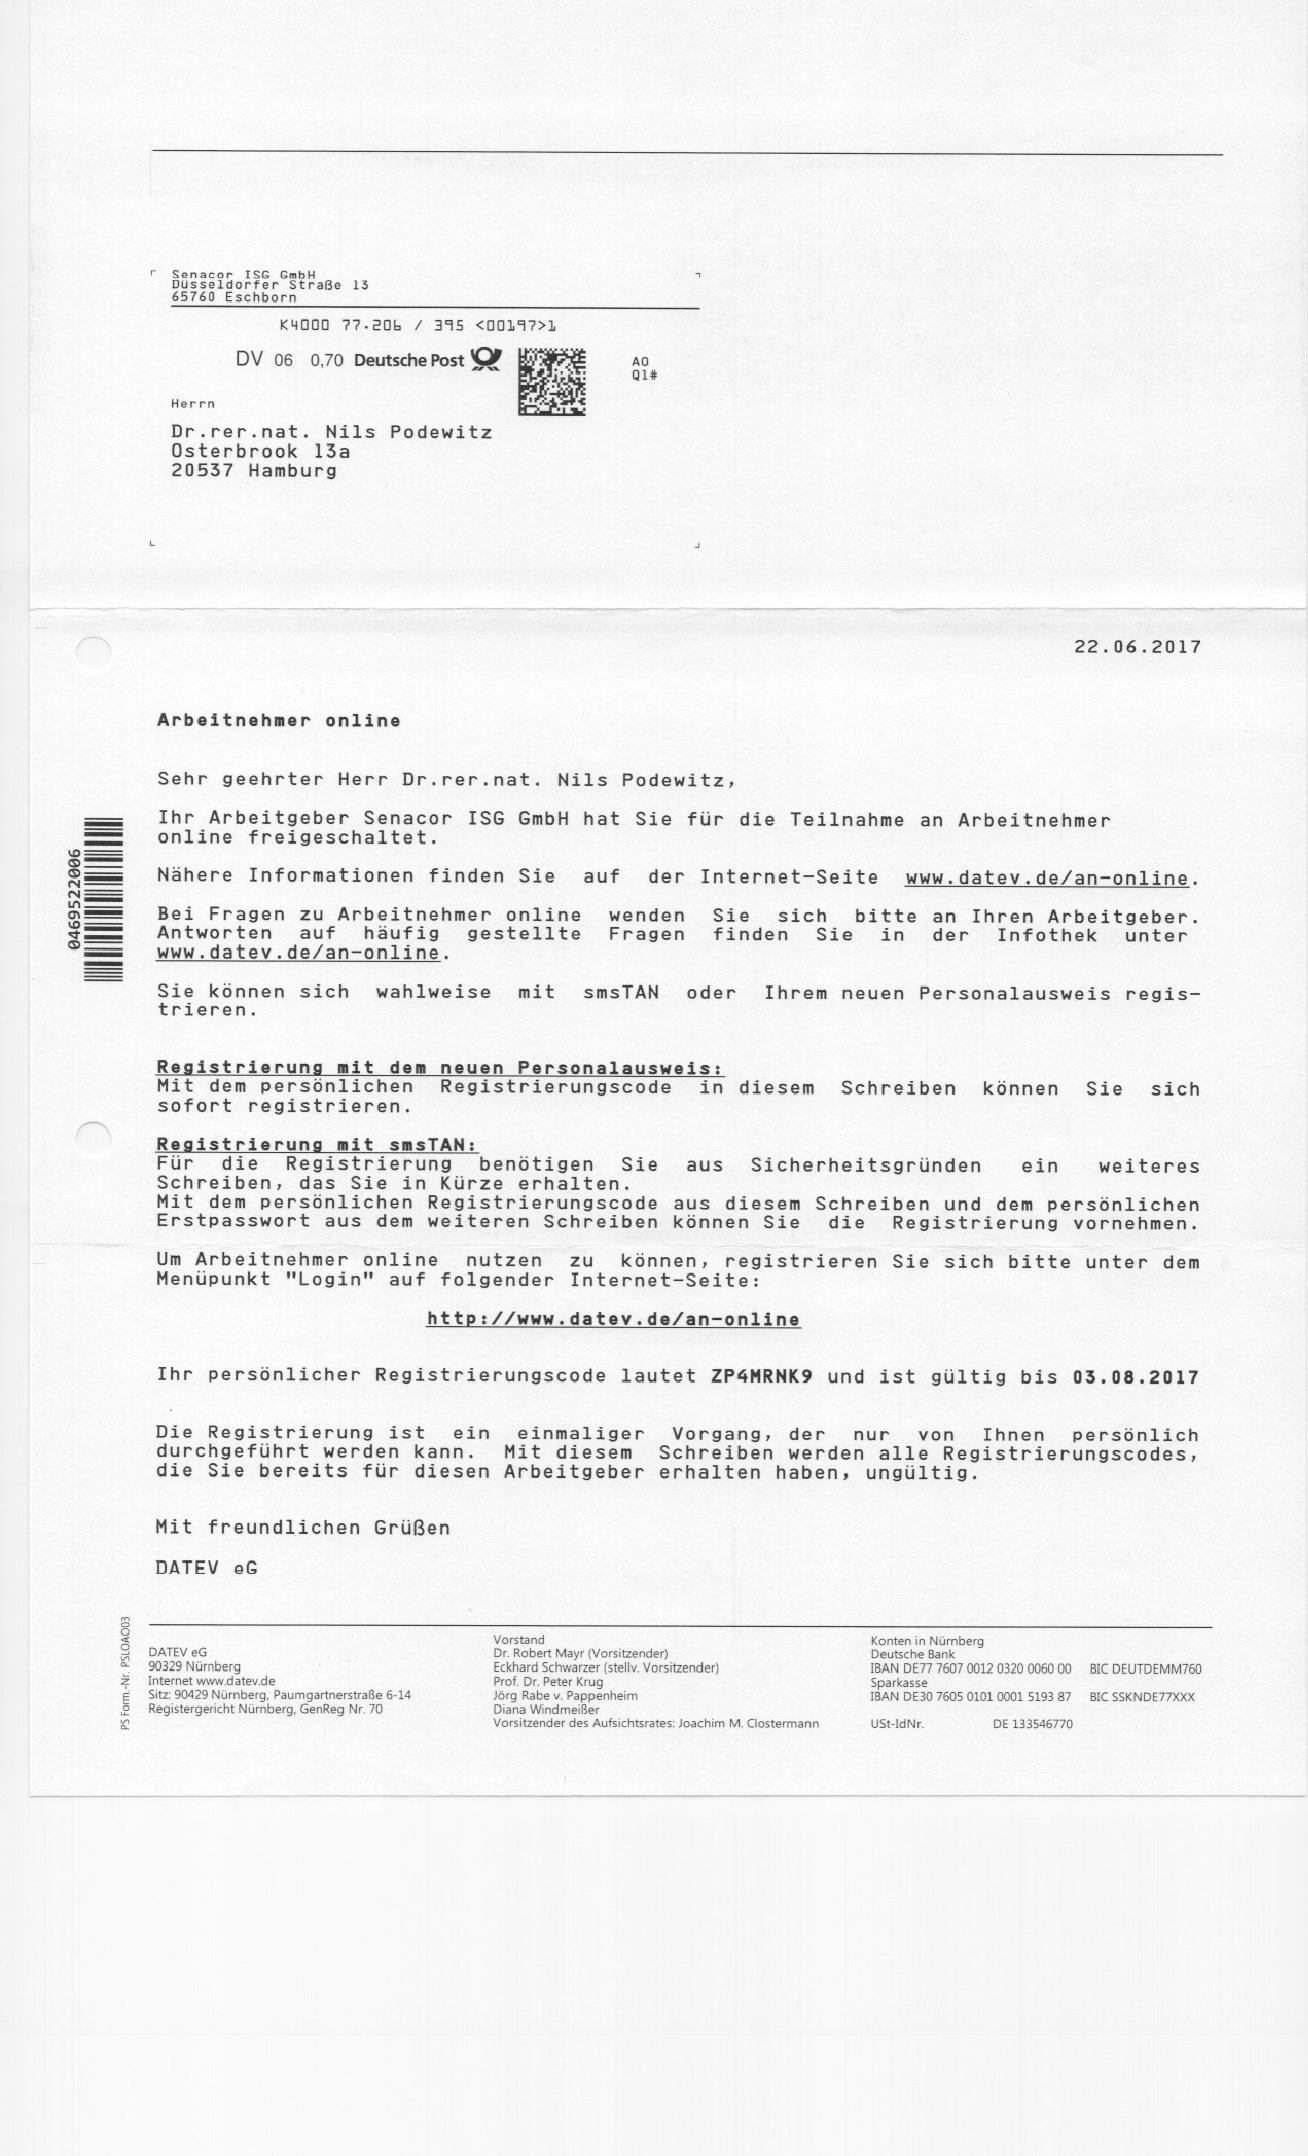 Senacor ISG GmbH
Düsseldorfer Straße 13
65760 Eschborn
K4000 77.206 / 395 <00197>1
DV 06 0,70 Deutsche Post
A0
Q1#
Herrn
Dr.rer.nat. Nils Podewitz
Osterbrook 13a
20537 Hamburg
22.06.2017
Arbeitnehmer online
Sehr geehrter Herr Dr.rer.nat. Nils Podewitz,
Ihr Arbeitgeber Senacor ISG GmbH hat Sie für die Teilnahme an Arbeitnehmer
online freigeschaltet.
Nähere Informationen finden Sie auf der Internet-Seite www.datev.de/an-online.
Bei Fragen zu Arbeitnehmer online wenden Sie sich bitte an Ihren Arbeitgeber.
Antworten auf häufig gestellte Fragen finden Sie in der Infothek unter
www.datev.de/an-online.
Sie können sich wahlweise mit smsTAN oder Ihrem neuen Personalausweis regis-
trieren.
Registrierung mit dem neuen Personalausweis:
Mit dem persönlichen Registrierungscode in diesem Schreiben können Sie sich
sofort registrieren.
Registrierung mit smsTAN:
Für die Registrierung benötigen Sie aus Sicherheitsgründen ein weiteres
Schreiben, das Sie in Kürze erhalten.
Mit dem persönlichen Registrierungscode aus diesem Schreiben und dem persönlichen
Erstpasswort aus dem weiteren Schreiben können Sie die Registrierung vornehmen.
Um Arbeitnehmer online nutzen zu können, registrieren Sie sich bitte unter dem
Menüpunkt "Login" auf folgender Internet-Seite:
http://www.datev.de/an-online
Ihr persönlicher Registrierungscode lautet ZP4MRNK9 und ist gültig bis 03.08.2017
Die Registrierung ist ein einmaliger Vorgang, der nur von Ihnen persönlich
durchgeführt werden kann. Mit diesem Schreiben werden alle Registrierungscodes,
die Sie bereits für diesen Arbeitgeber erhalten haben, ungültig.
Mit freundlichen Grüßen
DATEV eG
0469522006
PS Form.-Nr. PSLOAO03
DATEV eG
90329 Nürnberg
Internet www.datev.de
Sitz: 90429 Nürnberg, Paumgartnerstraße 6-14
Registergericht Nürnberg, GenReg Nr. 70
Vorstand
Dr. Robert Mayr (Vorsitzender)
Eckhard Schwarzer (stellv. Vorsitzender)
Prof. Dr. Peter Krug
Jörg Rabe v. Pappenheim
Diana Windmeißer
Vorsitzender des Aufsichtsrates: Joachim M. Clostermann
Konten in Nürnberg
Deutsche Bank
IBAN DE77 7607 0012 0320 0060 00 BIC DEUTDEMM760
Sparkasse
IBAN DE30 7605 0101 0001 5193 87 BIC SSKNDE77XXX
USt-IdNr. DE 133546770